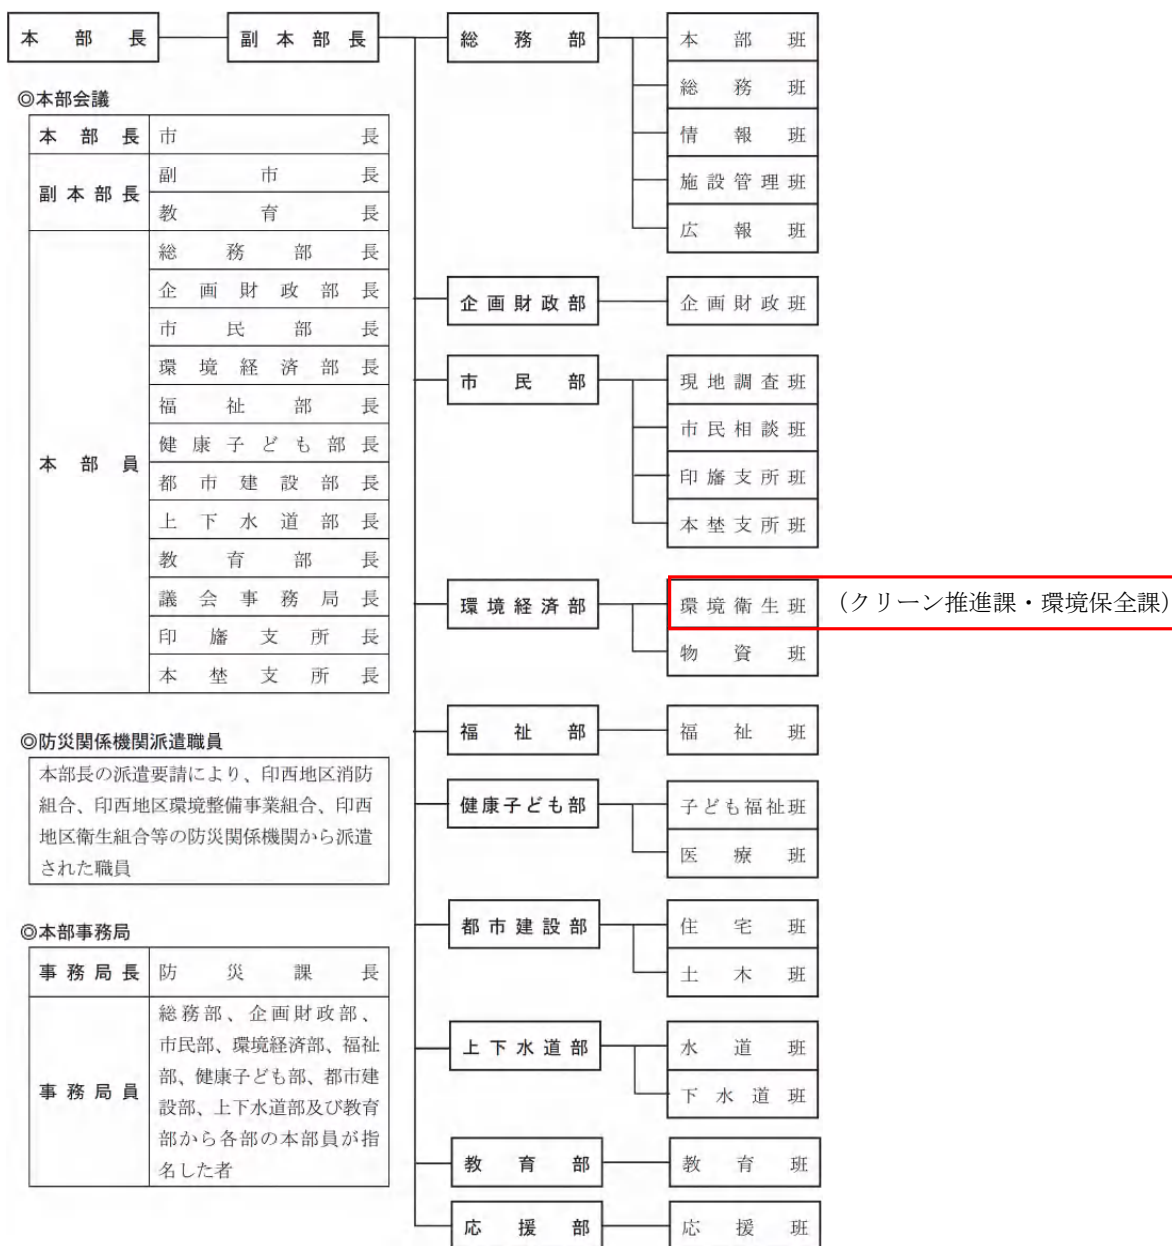 本部長
副本部長
◎本部会議
本部長 市長
副本部長 副市長
教育長
本部員 総務部長
企画財政部長
市民部長
環境経済部長
福祉部長
健康子ども部長
都市建設部長
上下水道部長
教育部長
議会事務局長
印旛支所長
本埜支所長
◎防災関係機関派遣職員
本部長の派遣要請により、印西地区消防
組合、印西地区環境整備事業組合、印西
地区衛生組合等の防災関係機関から派遣
された職員
◎本部事務局
事務局長 防災課長
事務局員 総務部、企画財政部、
市民部、環境経済部、福祉
部、健康子ども部、都市建
設部、上下水道部及び教育
部から各部の本部員が指
名した者
総務部
本部班
総務班
情報班
施設管理班
広報班
企画財政部
企画財政班
市民部
現地調査班
市民相談班
印旛支所班
本埜支所班
環境経済部
環境衛生班 (クリーン推進課・環境保全課)
物資班
福祉部
福祉班
健康子ども部
子ども福祉班
医療班
都市建設部
住宅班
土木班
上下水道部
水道班
下水道班
教育部
教育班
応援部
応援班